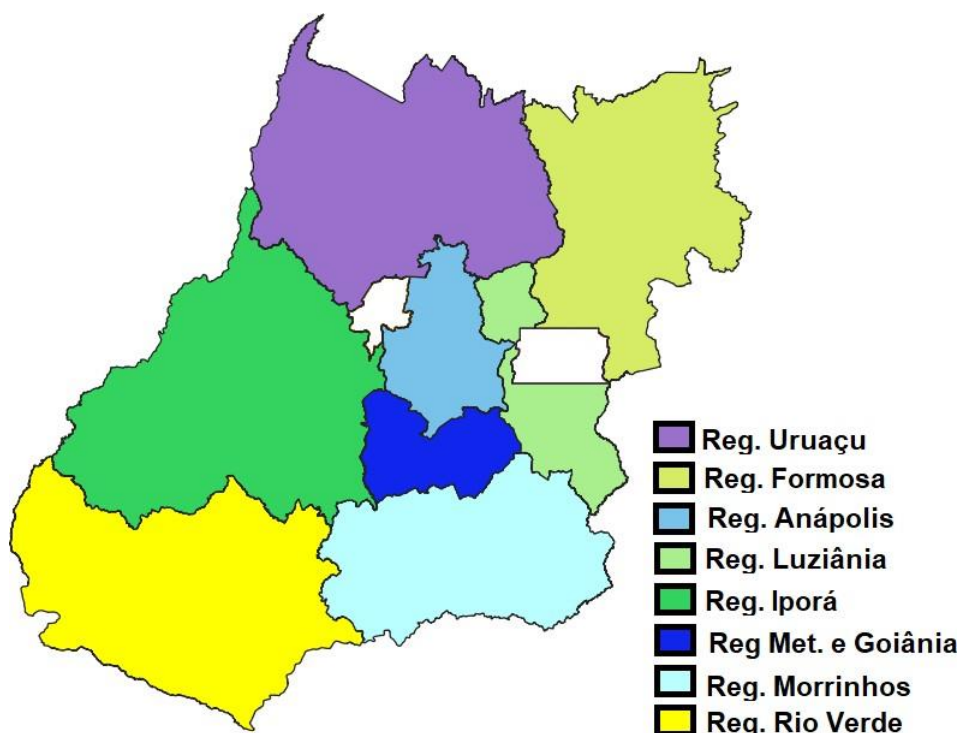 Reg. Uruaçu
Reg. Formosa
Reg. Anápolis
Reg. Luziânia
Reg. Iporá
Reg Met. e Goiânia
Reg. Morrinhos
Reg. Rio Verde